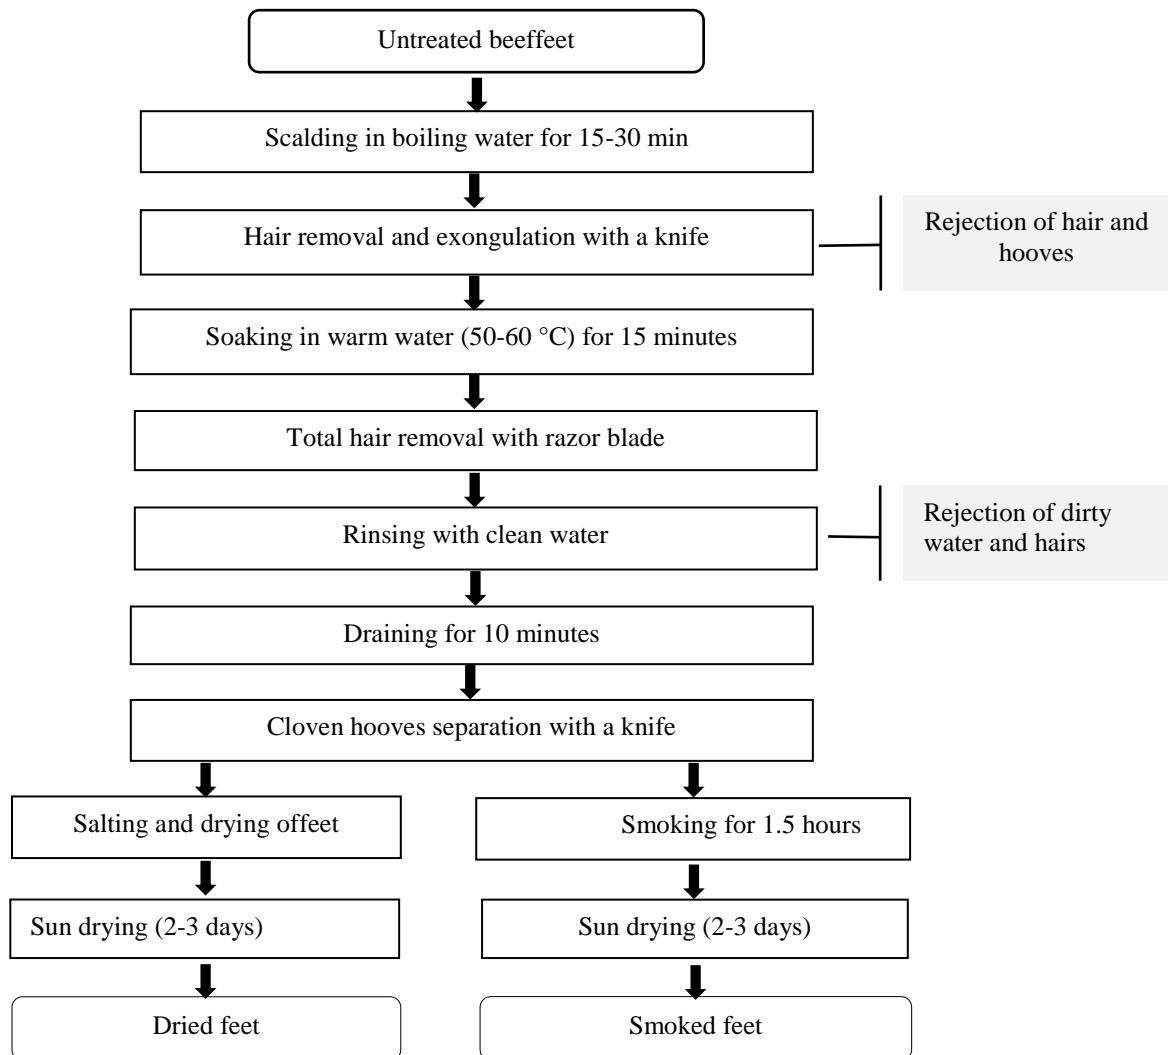 Untreated beeffeet
Scalding in boiling water for 15-30 min
Hair removal and exongulation with a knife
Rejection of hair and
hooves
Soaking in warm water (50-60 °C) for 15 minutes
Total hair removal with razor blade
Rinsing with clean water
Rejection of dirty
water and hairs
Draining for 10 minutes
Cloven hooves separation with a knife
Salting and drying offeet
Smoking for 1.5 hours
Sun drying (2-3 days)
Sun drying (2-3 days)
Dried feet
Smoked feet